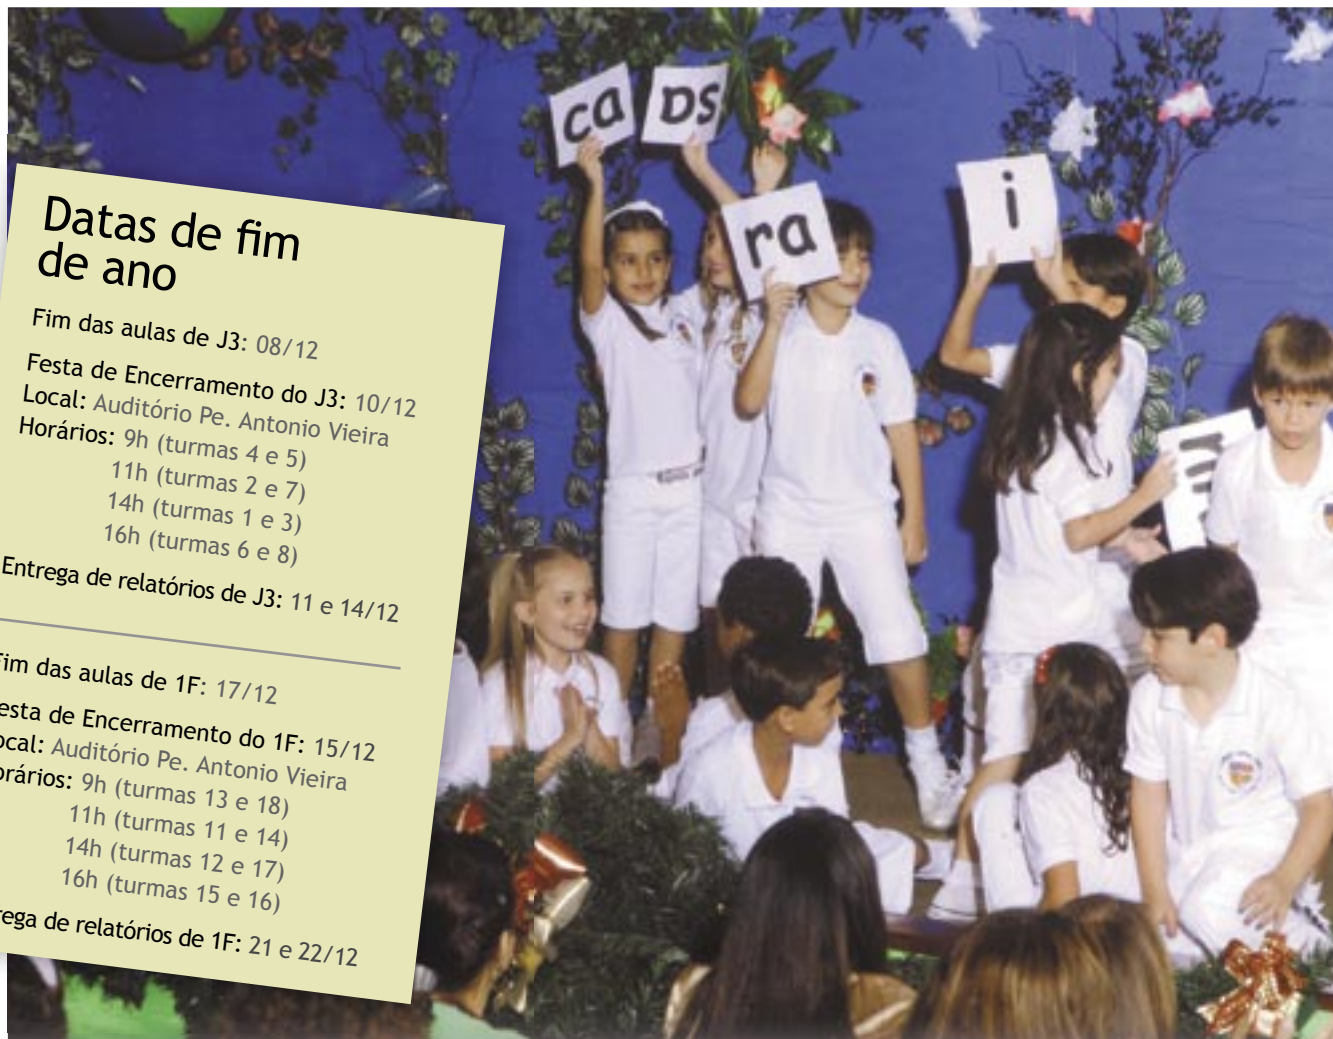 ca
DS
ra
i
m
Datas de fim
de ano
Fim das aulas de J3: 08/12
Festa de Encerramento do J3: 10/12
Local: Auditório Pe. Antonio Vieira
Horários: 9h (turmas 4 e 5)
11h (turmas 2 e 7)
14h (turmas 1 e 3)
16h (turmas 6 e 8)
Entrega de relatórios de J3: 11 e 14/12
im das aulas de 1F: 17/12
esta de Encerramento do 1F: 15/12
ocal: Auditório Pe. Antonio Vieira
orários: 9h (turmas 13 e 18)
11h (turmas 11 e 14)
14h (turmas 12 e 17)
16h (turmas 15 e 16)
rega de relatórios de 1F: 21 e 22/12